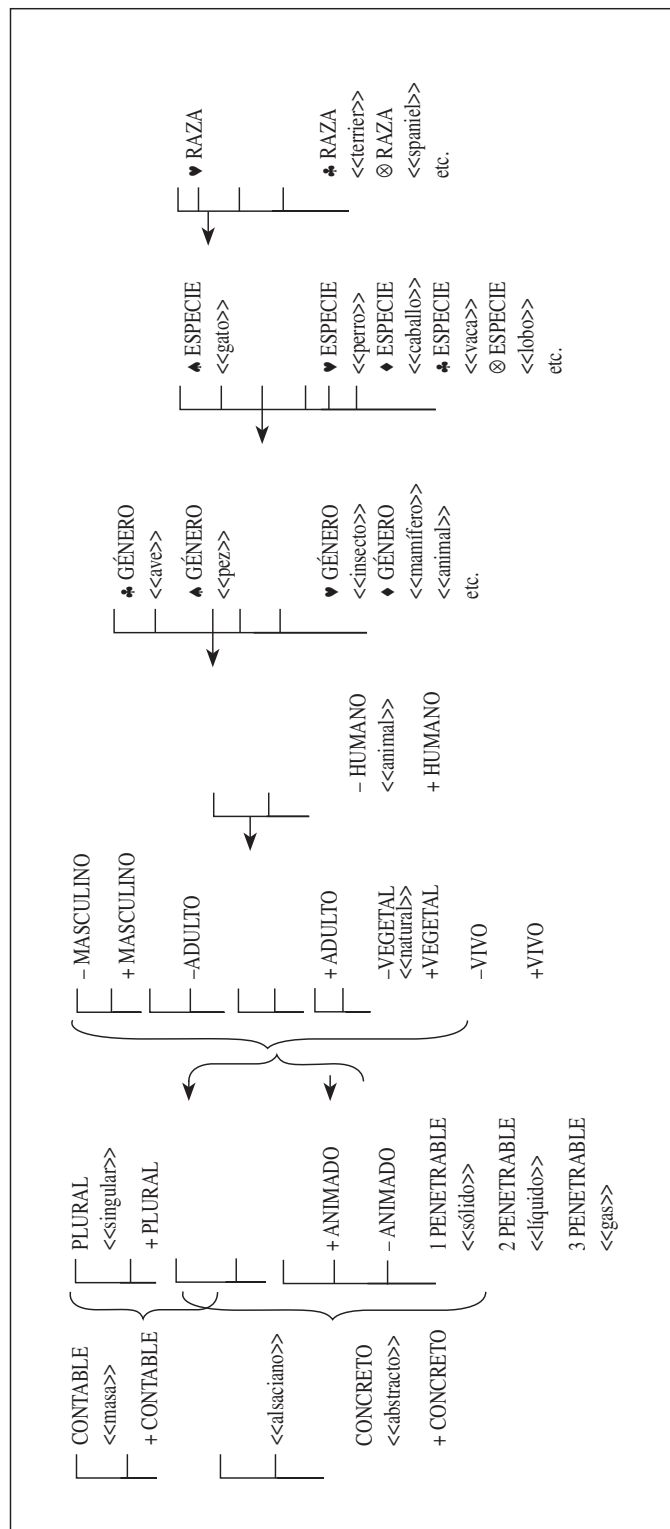 CONTABLE
<<masa>>
+ CONTABLE
<<alsaciano>>
CONCRETO
<<abstracto>>
+ CONCRETO
PLURAL
<<singular>>
+ PLURAL
+ ANIMADO
– ANIMADO
1 PENETRABLE
<<sólido>>
2 PENETRABLE
<<líquido>>
3 PENETRABLE
<<gas>>
– MASCULINO
+ MASCULINO
–ADULTO
+ ADULTO
–VEGETAL
<<natural>>
+VEGETAL
–VIVO
+VIVO
– HUMANO
<<animal>>
+ HUMANO
♣ GÉNERO
<<ave>>
♠ GÉNERO
<<pez>>
♥ GÉNERO
<<insecto>>
♦ GÉNERO
<<mamífero>>
<<animal>>
etc.
♠ ESPECIE
<<gato>>
♥ ESPECIE
<<perro>>
♦ ESPECIE
<<caballo>>
♣ ESPECIE
<<vaca>>
⊗ ESPECIE
<<lobo>>
etc.
♥ RAZA
♣ RAZA
<<terrier>>
⊗ RAZA
<<spaniel>>
etc.